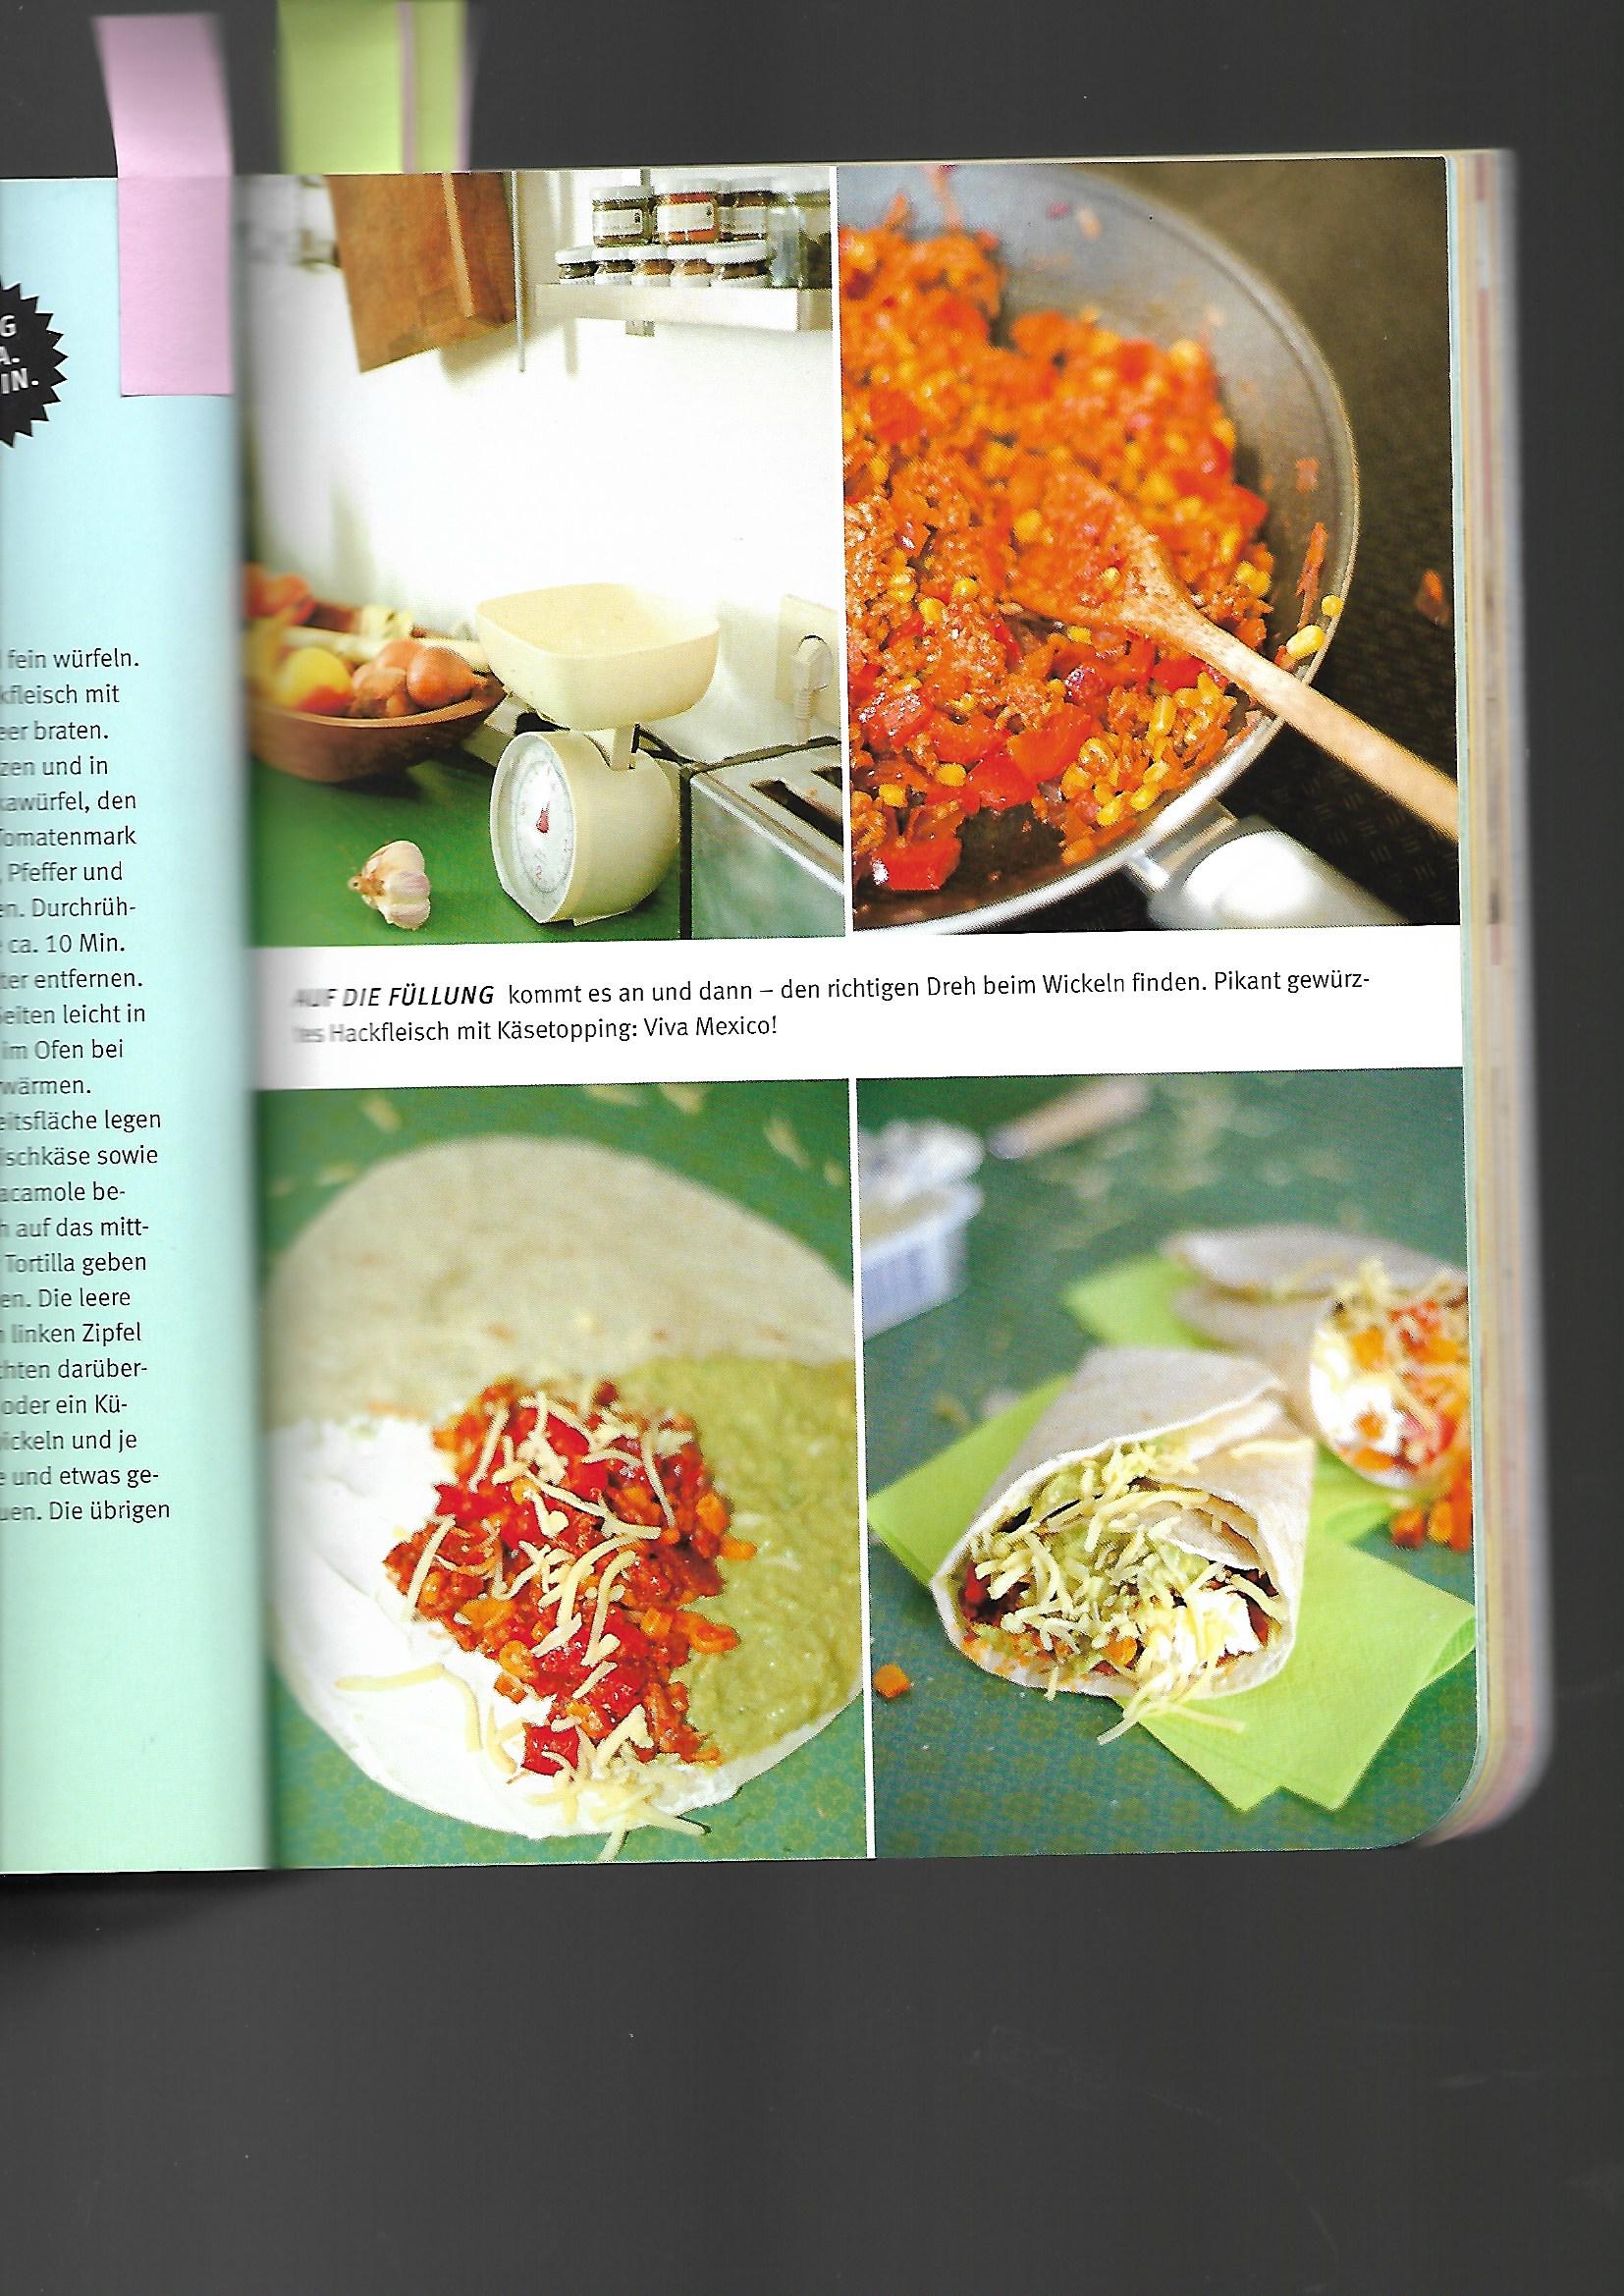 G
A.
IN.
fein würfeln.
kfleisch mit
er braten.
zen und in
kawürfel, den
Tomatenmark
, Pfeffer und
en. Durchrüh-
ca. 10 Min.
ter entfernen.
Seiten leicht in
im Ofen bei
wärmen.
eitsfläche legen
ischkäse sowie
acamole be-
h auf das mitt-
Tortilla geben
en. Die leere
n linken Zipfel
chten darüber-
oder ein Kü-
wickeln und je
e und etwas ge-
uen. Die übrigen
AUF DIE FÜLLUNG kommt es an und dann – den richtigen Dreh beim Wickeln finden. Pikant gewürz-
tes Hackfleisch mit Käsetopping: Viva Mexico!